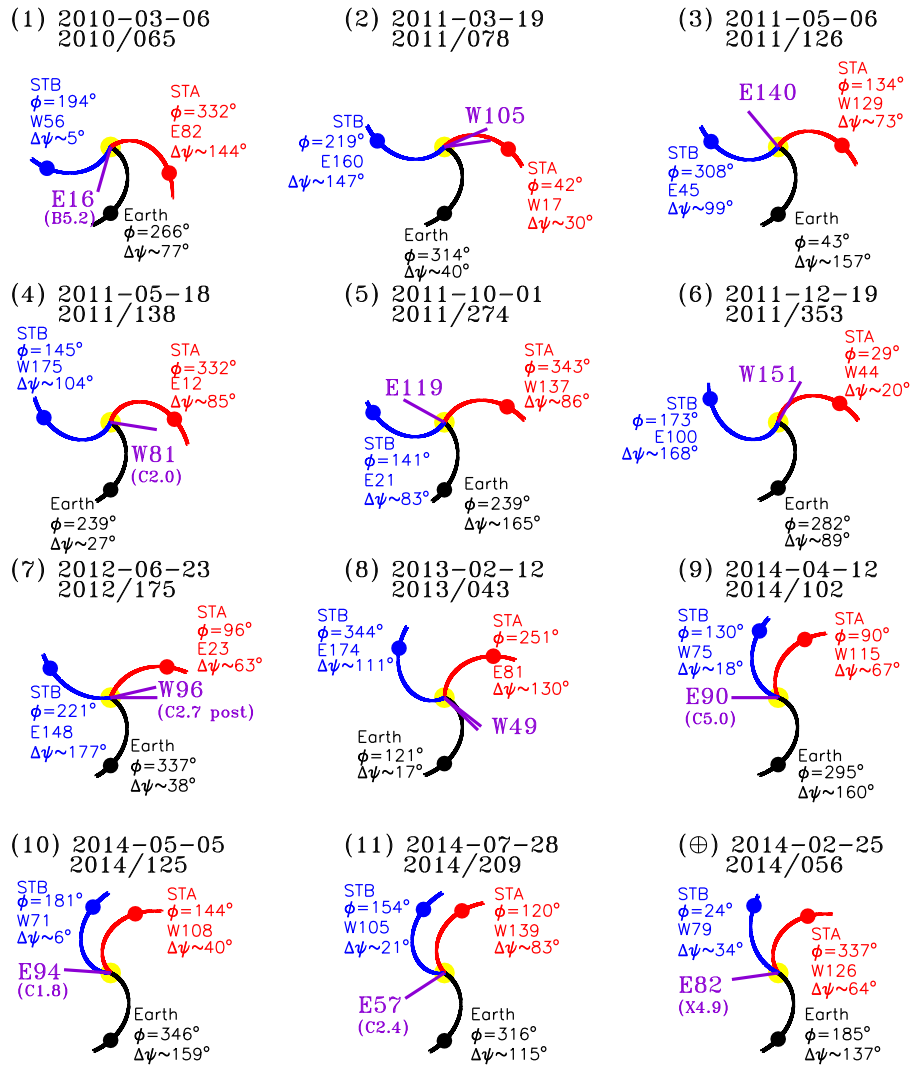 (1) 2010-03-06
2010/065
STB
ϕ=194°
W56
Δψ~5°
STA
ϕ=332°
E82
Δψ~144°
E16
(B5.2)
Earth
ϕ=266°
Δψ~77°
(2) 2011-03-19
2011/078
STB
ϕ=219°
E160
Δψ~147°
W105
STA
ϕ=42°
W17
Δψ~30°
Earth
ϕ=314°
Δψ~40°
(3) 2011-05-06
2011/126
E140
STA
ϕ=134°
W129
Δψ~73°
STB
ϕ=308°
E45
Δψ~99°
Earth
ϕ=43°
Δψ~157°
(4) 2011-05-18
2011/138
STB
ϕ=145°
W175
Δψ~104°
STA
ϕ=332°
E12
Δψ~85°
W81
(C2.0)
Earth
ϕ=239°
Δψ~27°
(5) 2011-10-01
2011/274
E119
STA
ϕ=343°
W137
Δψ~86°
STB
ϕ=141°
E21
Δψ~83°
Earth
ϕ=239°
Δψ~165°
(6) 2011-12-19
2011/353
W151
STA
ϕ=29°
W44
Δψ~20°
STB
ϕ=173°
E100
Δψ~168°
Earth
ϕ=282°
Δψ~89°
(7) 2012-06-23
2012/175
STA
ϕ=96°
E23
Δψ~63°
STB
ϕ=221°
E148
Δψ~177°
W96
(C2.7 post)
Earth
ϕ=337°
Δψ~38°
(8) 2013-02-12
2013/043
STB
ϕ=344°
E174
Δψ~111°
STA
ϕ=251°
E81
Δψ~130°
W49
Earth
ϕ=121°
Δψ~17°
(9) 2014-04-12
2014/102
STB
ϕ=130°
W75
Δψ~18°
STA
ϕ=90°
W115
Δψ~67°
E90
(C5.0)
Earth
ϕ=295°
Δψ~160°
(10) 2014-05-05
2014/125
STB
ϕ=181°
W71
Δψ~6°
STA
ϕ=144°
W108
Δψ~40°
E94
(C1.8)
Earth
ϕ=346°
Δψ~159°
(11) 2014-07-28
2014/209
STB
ϕ=154°
W105
Δψ~21°
STA
ϕ=120°
W139
Δψ~83°
E57
(C2.4)
Earth
ϕ=316°
Δψ~115°
(⊕) 2014-02-25
2014/056
STB
ϕ=24°
W79
Δψ~34°
STA
ϕ=337°
W126
Δψ~64°
E82
(X4.9)
Earth
ϕ=185°
Δψ~137°